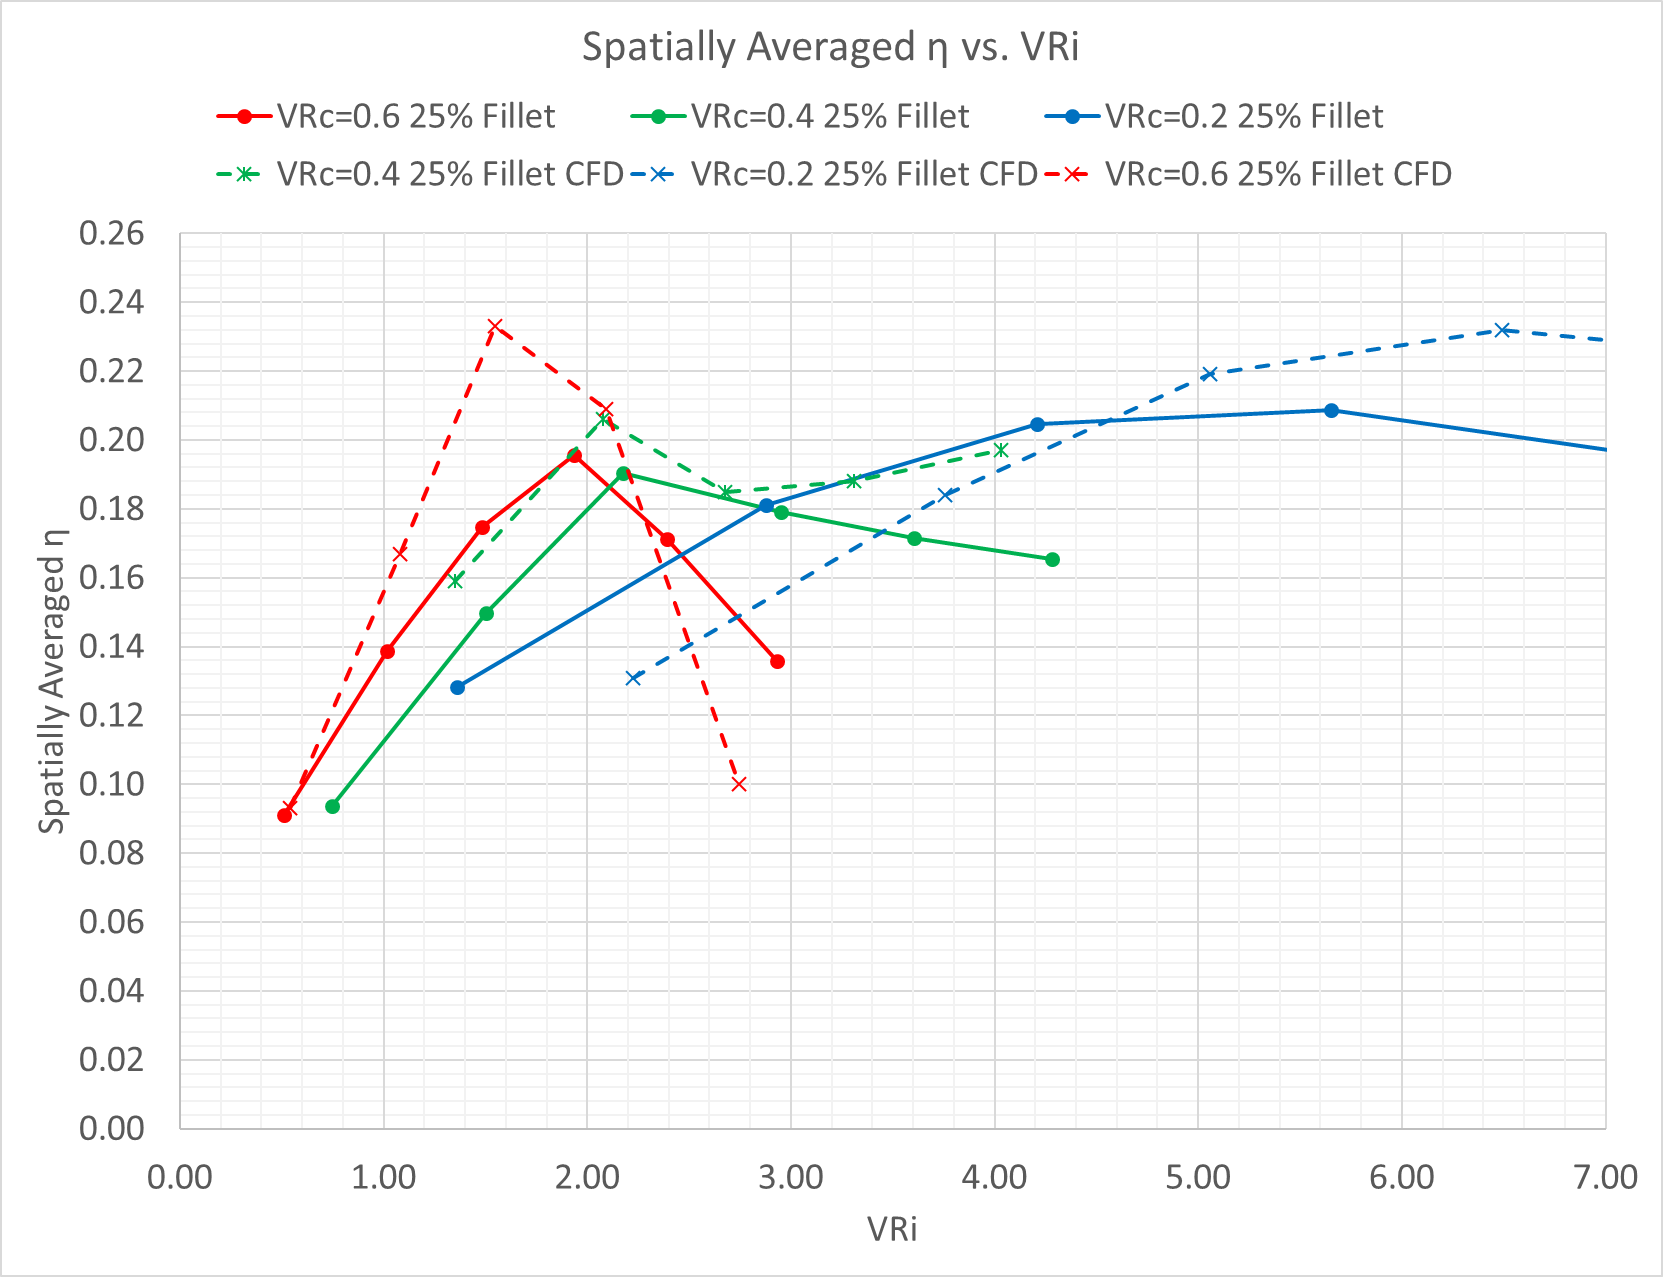 Spatially Averaged η vs. VRi
VRc=0.6 25% Fillet VRc=0.4 25% Fillet VRc=0.2 25% Fillet
VRc=0.4 25% Fillet CFD VRc=0.2 25% Fillet CFD VRc=0.6 25% Fillet CFD
0.26
0.24
0.22
0.20
0.18
0.16
0.14
0.12
0.10
0.08
0.06
0.04
0.02
0.00
Spatially Averaged η
0.00 1.00 2.00 3.00 4.00 5.00 6.00 7.00
VRi